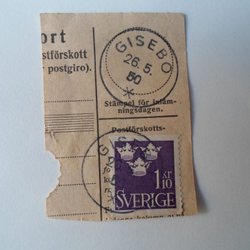 ort
stförskott
r postgiro).
GISEBO
26.5.
50
Stämpel för inläm-
ningsdagen.
Postförskotts-
1 kr
10
SVERIGE